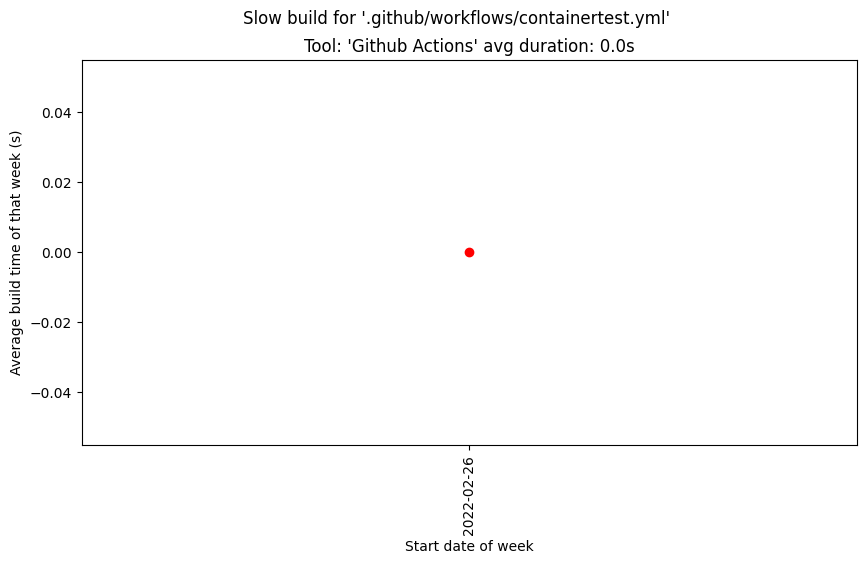 Slow build for '.github/workflows/containertest.yml'
Tool: 'Github Actions' avg duration: 0.0s
Average build time of that week (s)
0.04
0.02
0.00
−0.02
−0.04
2022-02-26
Start date of week